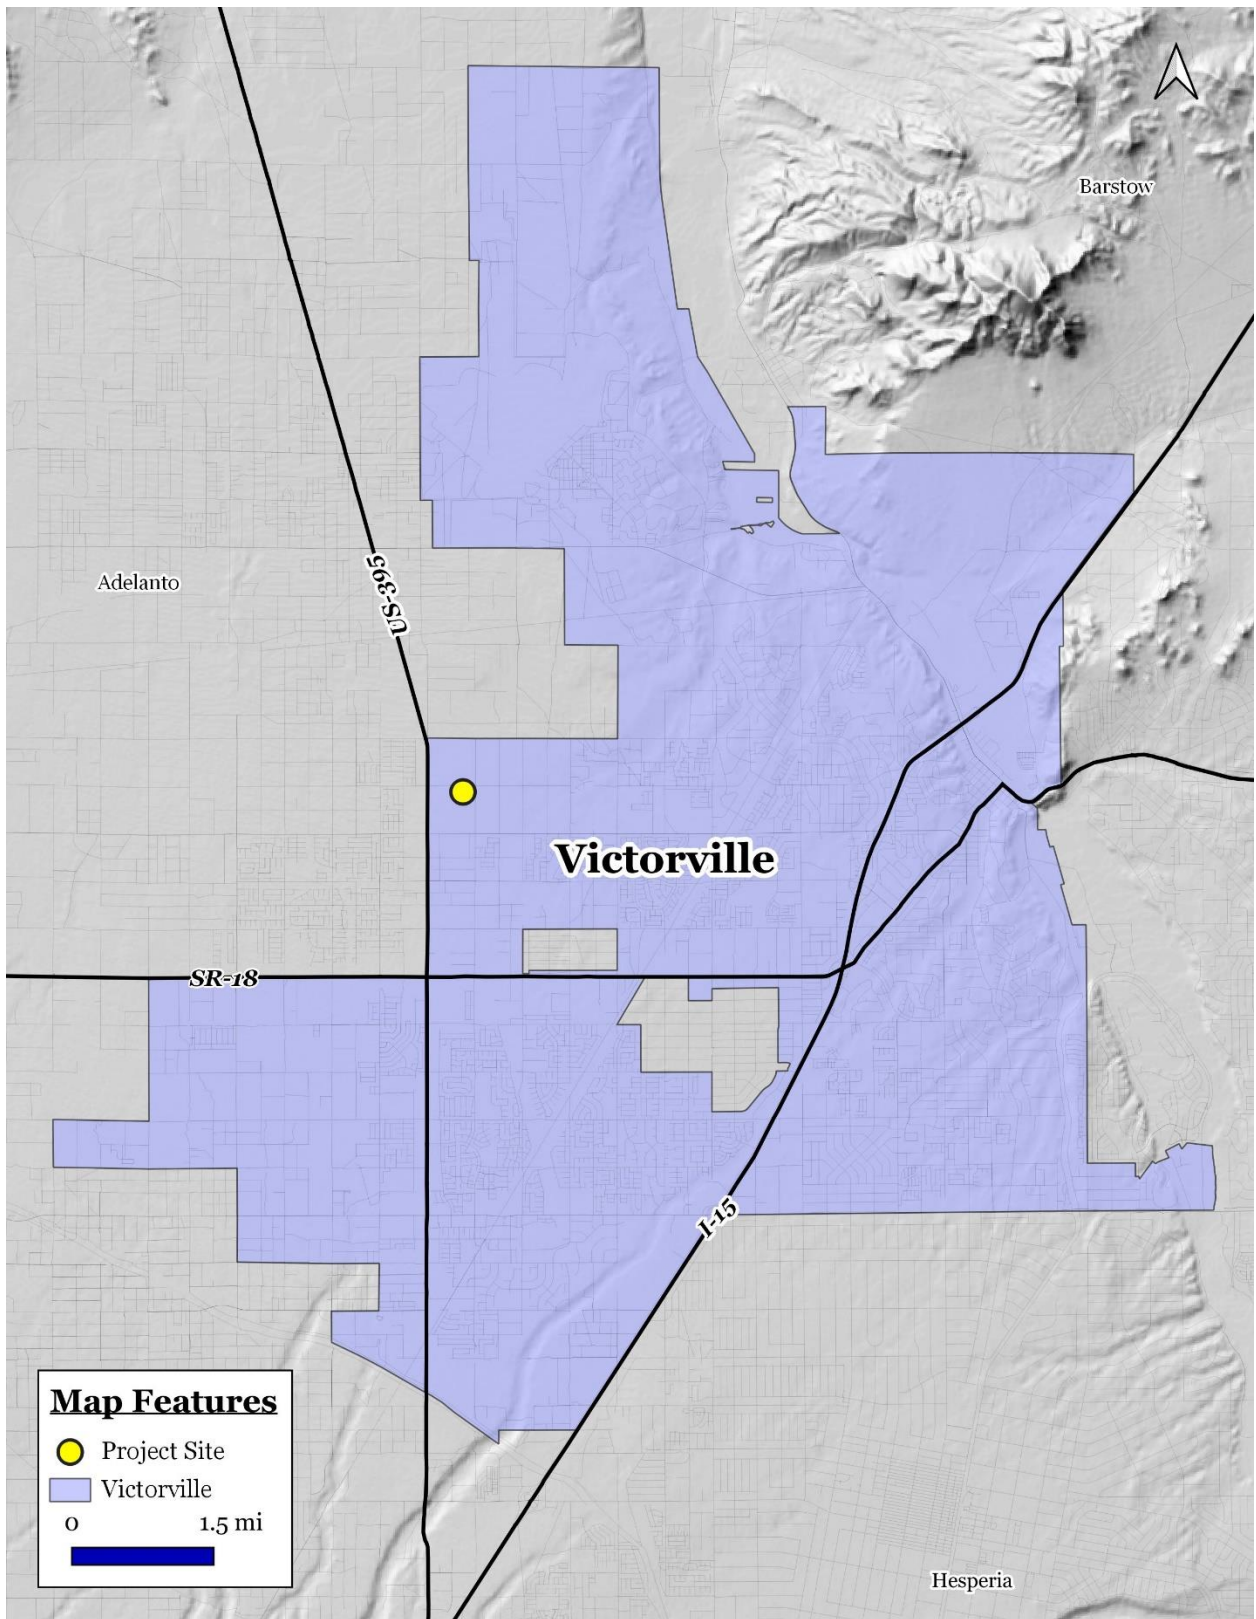 Barstow
Adelanto
US-395
Victorville
SR-18
I-15
Map Features
Project Site
Victorville
0 1.5 mi
Hesperia